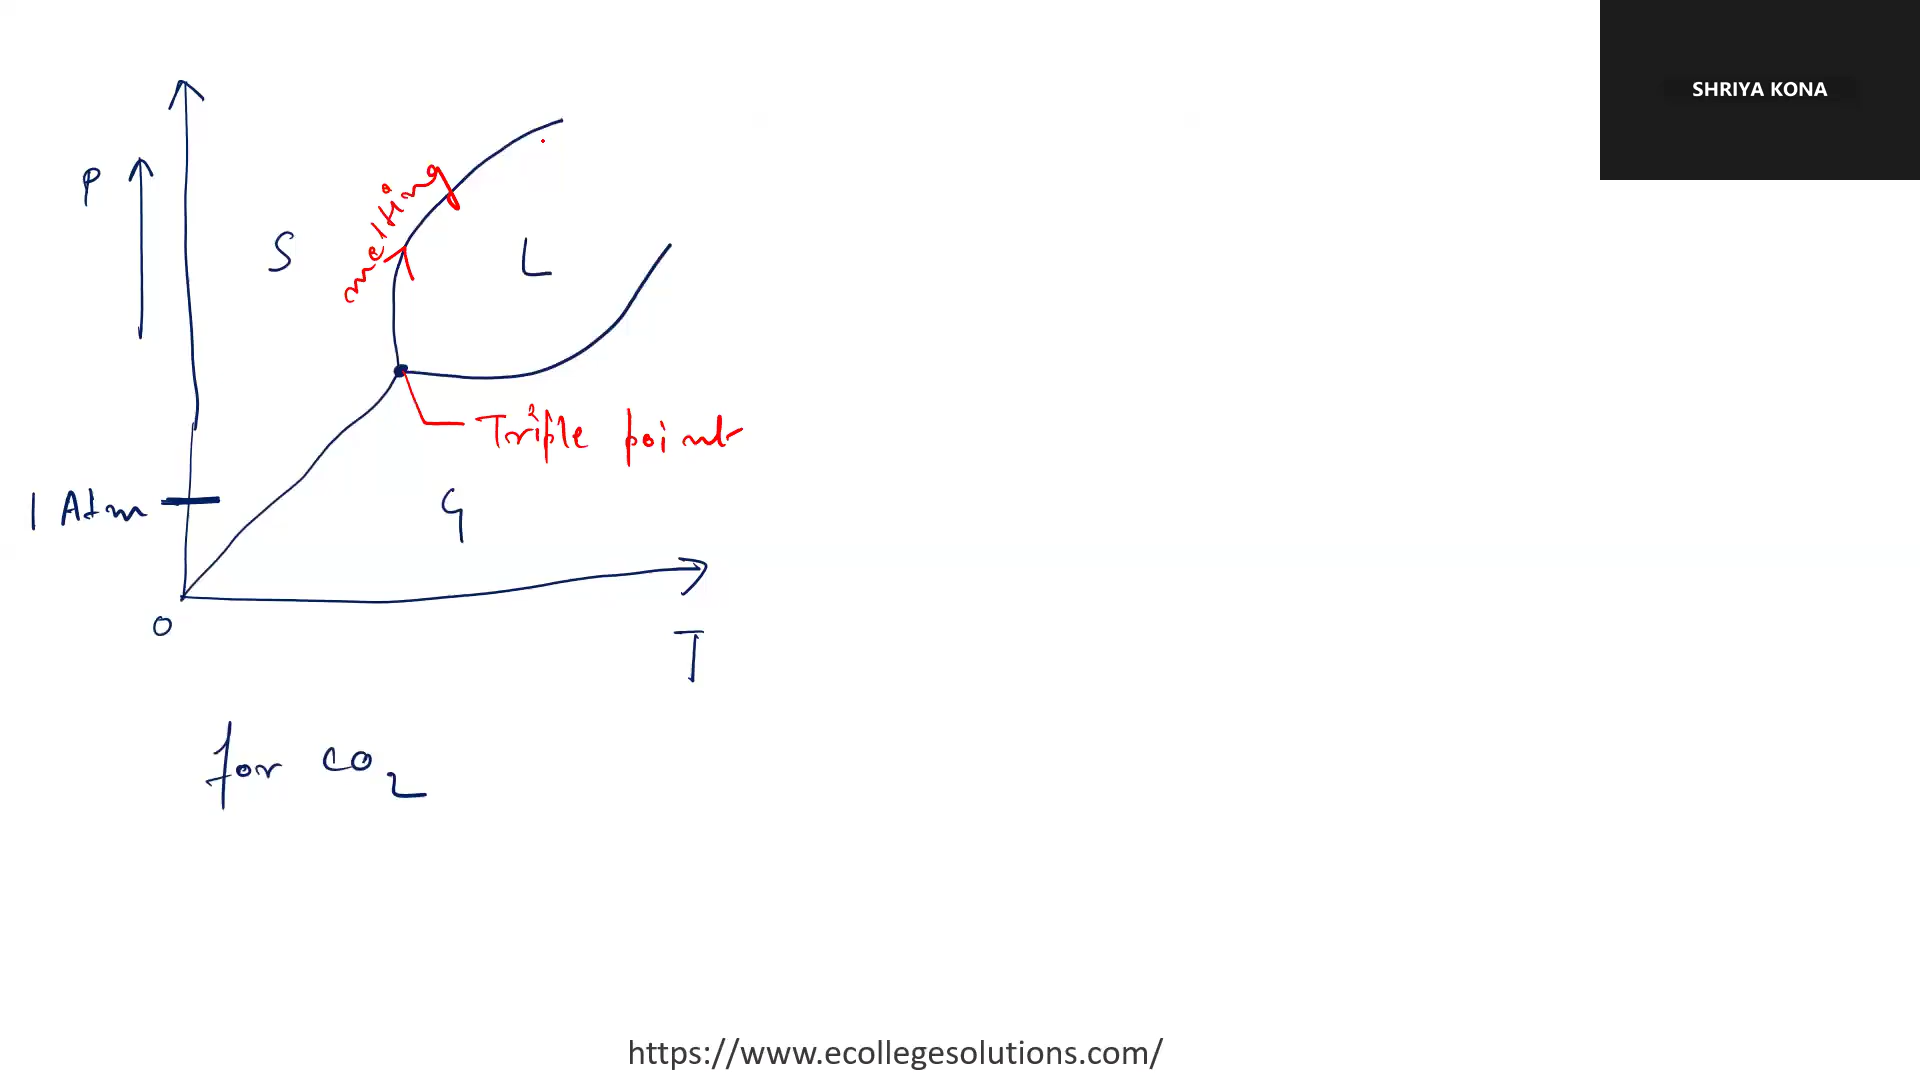 SHRIYA KONA
P
melting
S
L
Triple point
1 Atm
G
O
T
for CO2
https://www.ecollegesolutions.com/